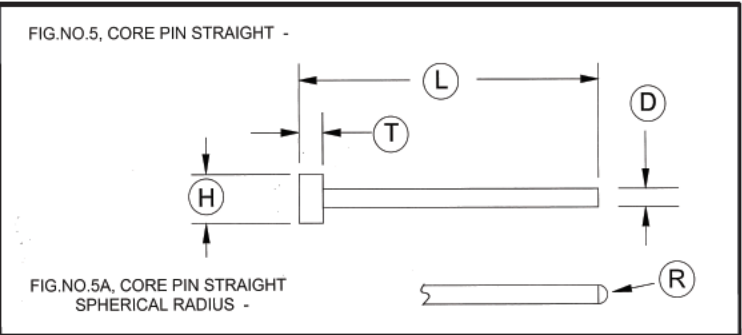 FIG.NO.5, CORE PIN STRAIGHT -
L
D
T
H
FIG.NO.5A, CORE PIN STRAIGHT
SPHERICAL RADIUS -
R